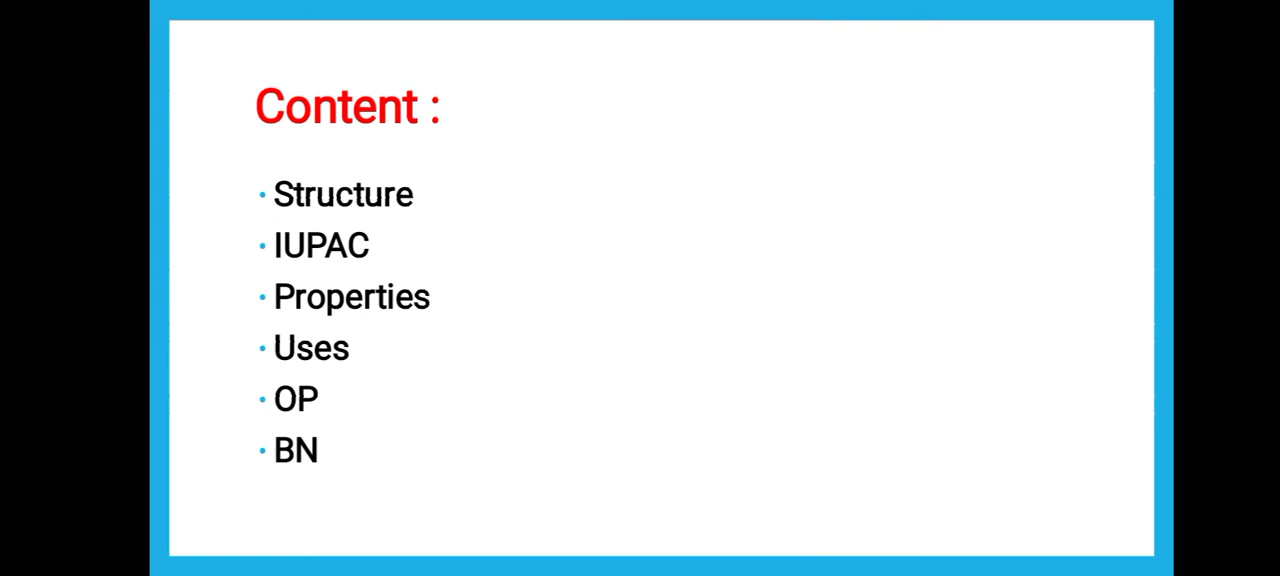 Content :
· Structure
· IUPAC
· Properties
· Uses
· OP
· BN